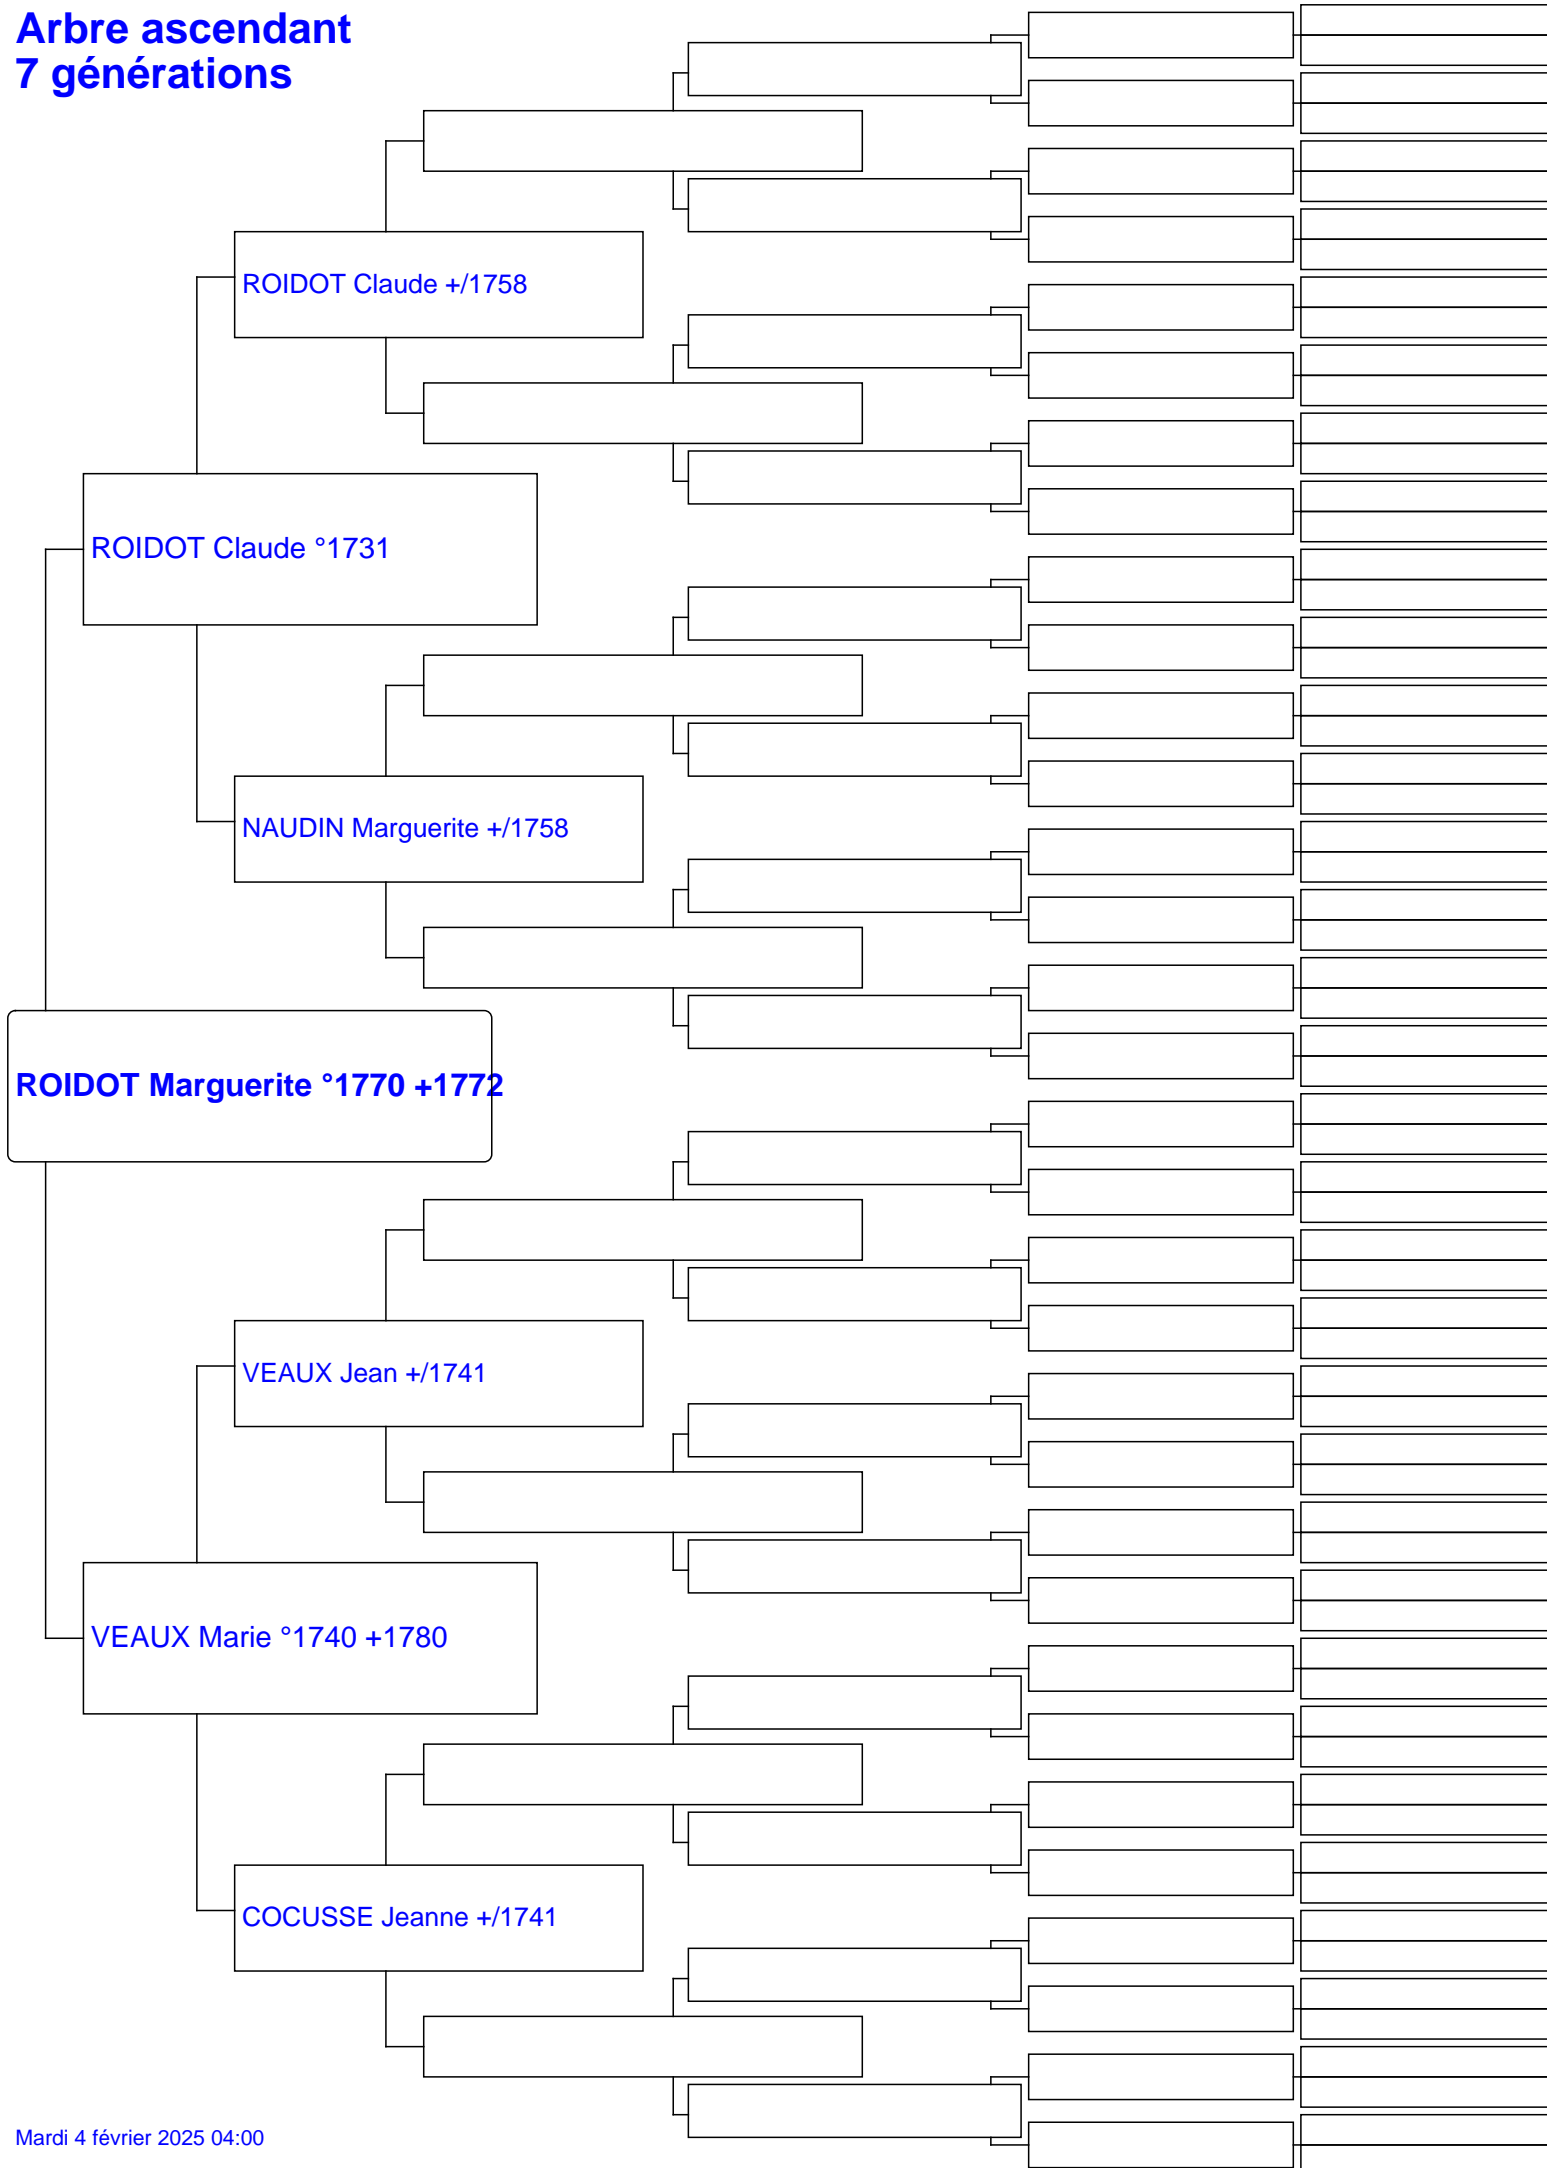 Arbre ascendant
7 générations
ROIDOT Claude +/1758
ROIDOT Claude °1731
NAUDIN Marguerite +/1758
ROIDOT Marguerite °1770 +1772
VEAUX Jean +/1741
VEAUX Marie °1740 +1780
COCUSSE Jeanne +/1741
Mardi 4 février 2025 04:00